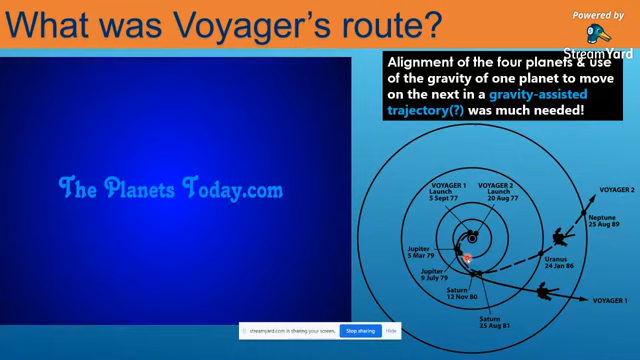 What was Voyager's route?
Powered by
StreamYard
Alignment of the four planets & use
of the gravity of one planet to move
on the next in a gravity-assisted
trajectory(?) was much needed!
The Planets Today.com
VOYAGER 1
Launch
5 Sept 77
VOYAGER 2
Launch
20 Aug 77
VOYAGER 2
Neptune
25 Aug 89
Jupiter
5 Mar 79
Uranus
24 Jan 86
Jupiter
9 July 79
Saturn
12 Nov 80
VOYAGER 1
Saturn
25 Aug 81
streamyard.com is sharing your screen.
Stop sharing
Hide